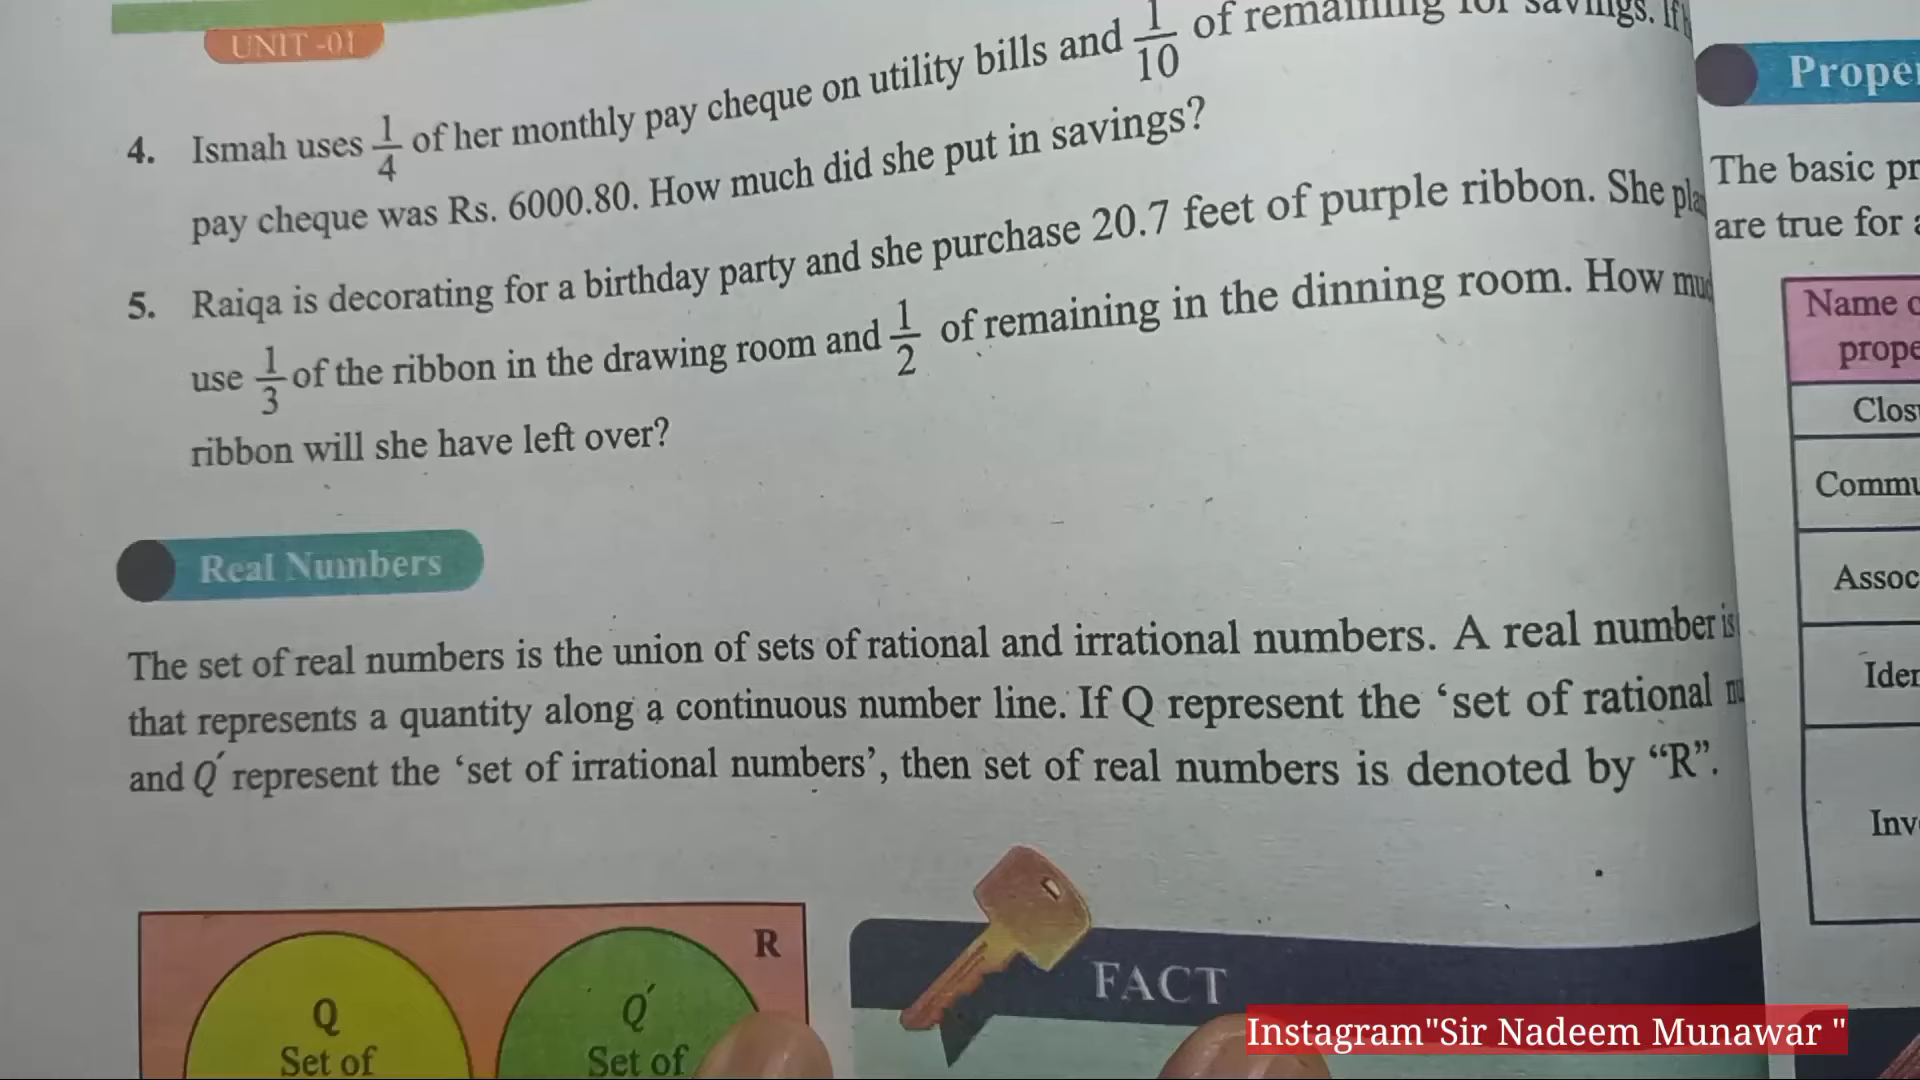 UNIT -01
4. Ismah uses 1/4 of her monthly pay cheque on utility bills and 1/10 of remaining for savings. If
pay cheque was Rs. 6000.80. How much did she put in savings?
5. Raiqa is decorating for a birthday party and she purchase 20.7 feet of purple ribbon. She
use 1/3 of the ribbon in the drawing room and 1/2 of remaining in the dinning room. How
ribbon will she have left over?
Real Numbers
The set of real numbers is the union of sets of rational and irrational numbers. A real number is
that represents a quantity along a continuous number line. If Q represent the ‘set of rational
and Q′ represent the ‘set of irrational numbers’, then set of real numbers is denoted by “R”.
R
Q
Set of
Q′
Set of
FACT
The basic
are true for
Name
Instagram"Sir Nadeem Munawar "